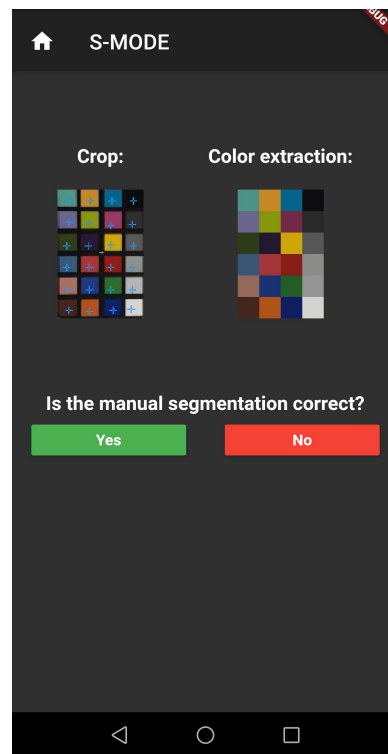 S-MODE
Crop:
Color extraction:
Is the manual segmentation correct?
Yes
No